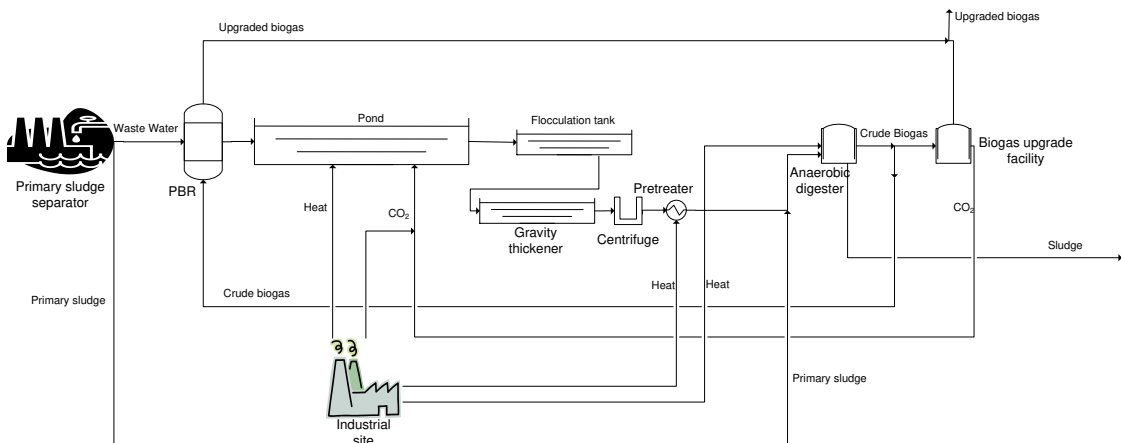 Upgraded biogas
Upgraded biogas
Waste Water
Pond
Flocculation tank
Crude Biogas
Biogas upgrade
facility
Primary sludge
separator
PBR
Heat
CO2
Pretreater
Anaerobic
digester
CO2
Gravity
thickener
Centrifuge
Sludge
Primary sludge
Crude biogas
Heat
Heat
Primary sludge
Industrial
site